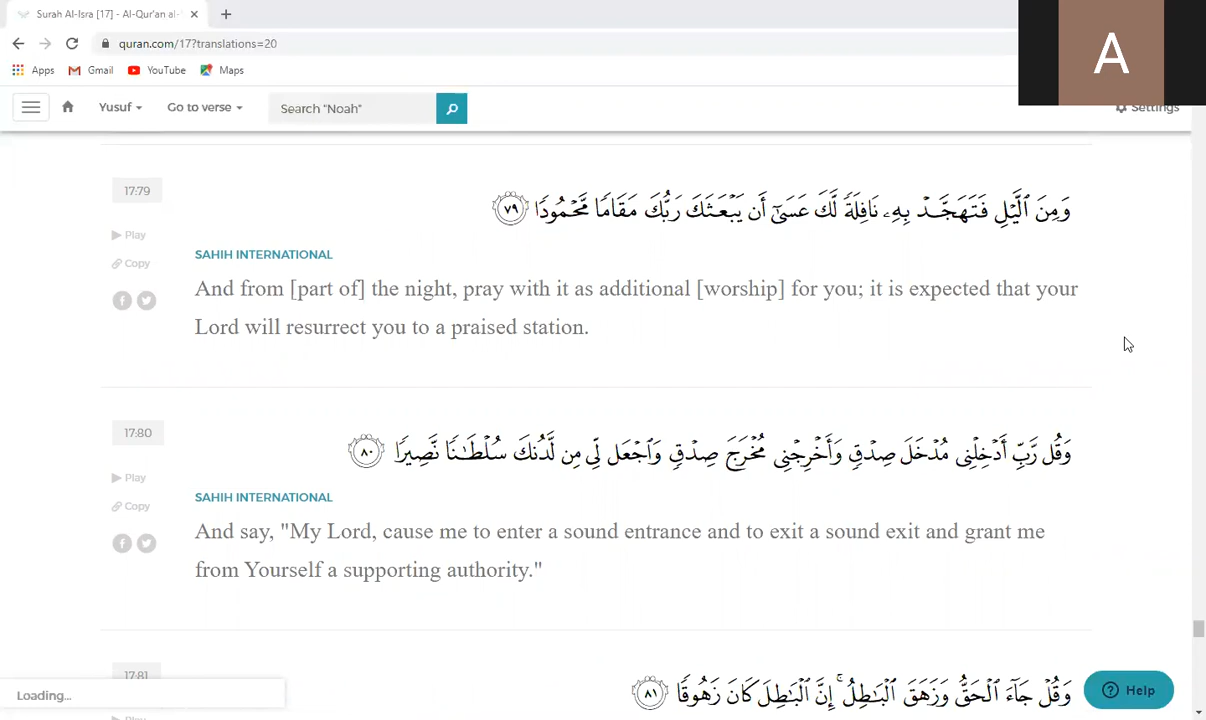 Surah Al-Isra [17] - Al-Qur'an al-
quran.com/17?translations=20
Apps Gmail YouTube Maps
A
Yusuf Go to verse Search "Noah" Settings
17:79
وَمِنَ ٱلَّيْلِ فَتَهَجَّدْ بِهِۦ نَافِلَةً لَّكَ عَسَىٰٓ أَن يَبْعَثَكَ رَبُّكَ مَقَامًا مَّحْمُودًا ٧٩
Play
SAHIH INTERNATIONAL
Copy
And from [part of] the night, pray with it as additional [worship] for you; it is expected that your
Lord will resurrect you to a praised station.
17:80
وَقُل رَّبِّ أَدْخِلْنِى مُدْخَلَ صِدْقٍ وَأَخْرِجْنِى مُخْرَجَ صِدْقٍ وَٱجْعَل لِّى مِن لَّدُنكَ سُلْطَـٰنًا نَّصِيرًا ٨٠
Play
SAHIH INTERNATIONAL
Copy
And say, "My Lord, cause me to enter a sound entrance and to exit a sound exit and grant me
from Yourself a supporting authority."
17:81
وَقُلْ جَآءَ ٱلْحَقُّ وَزَهَقَ ٱلْبَـٰطِلُ ۚ إِنَّ ٱلْبَـٰطِلَ كَانَ زَهُوقًا ٨١
Loading...
Help